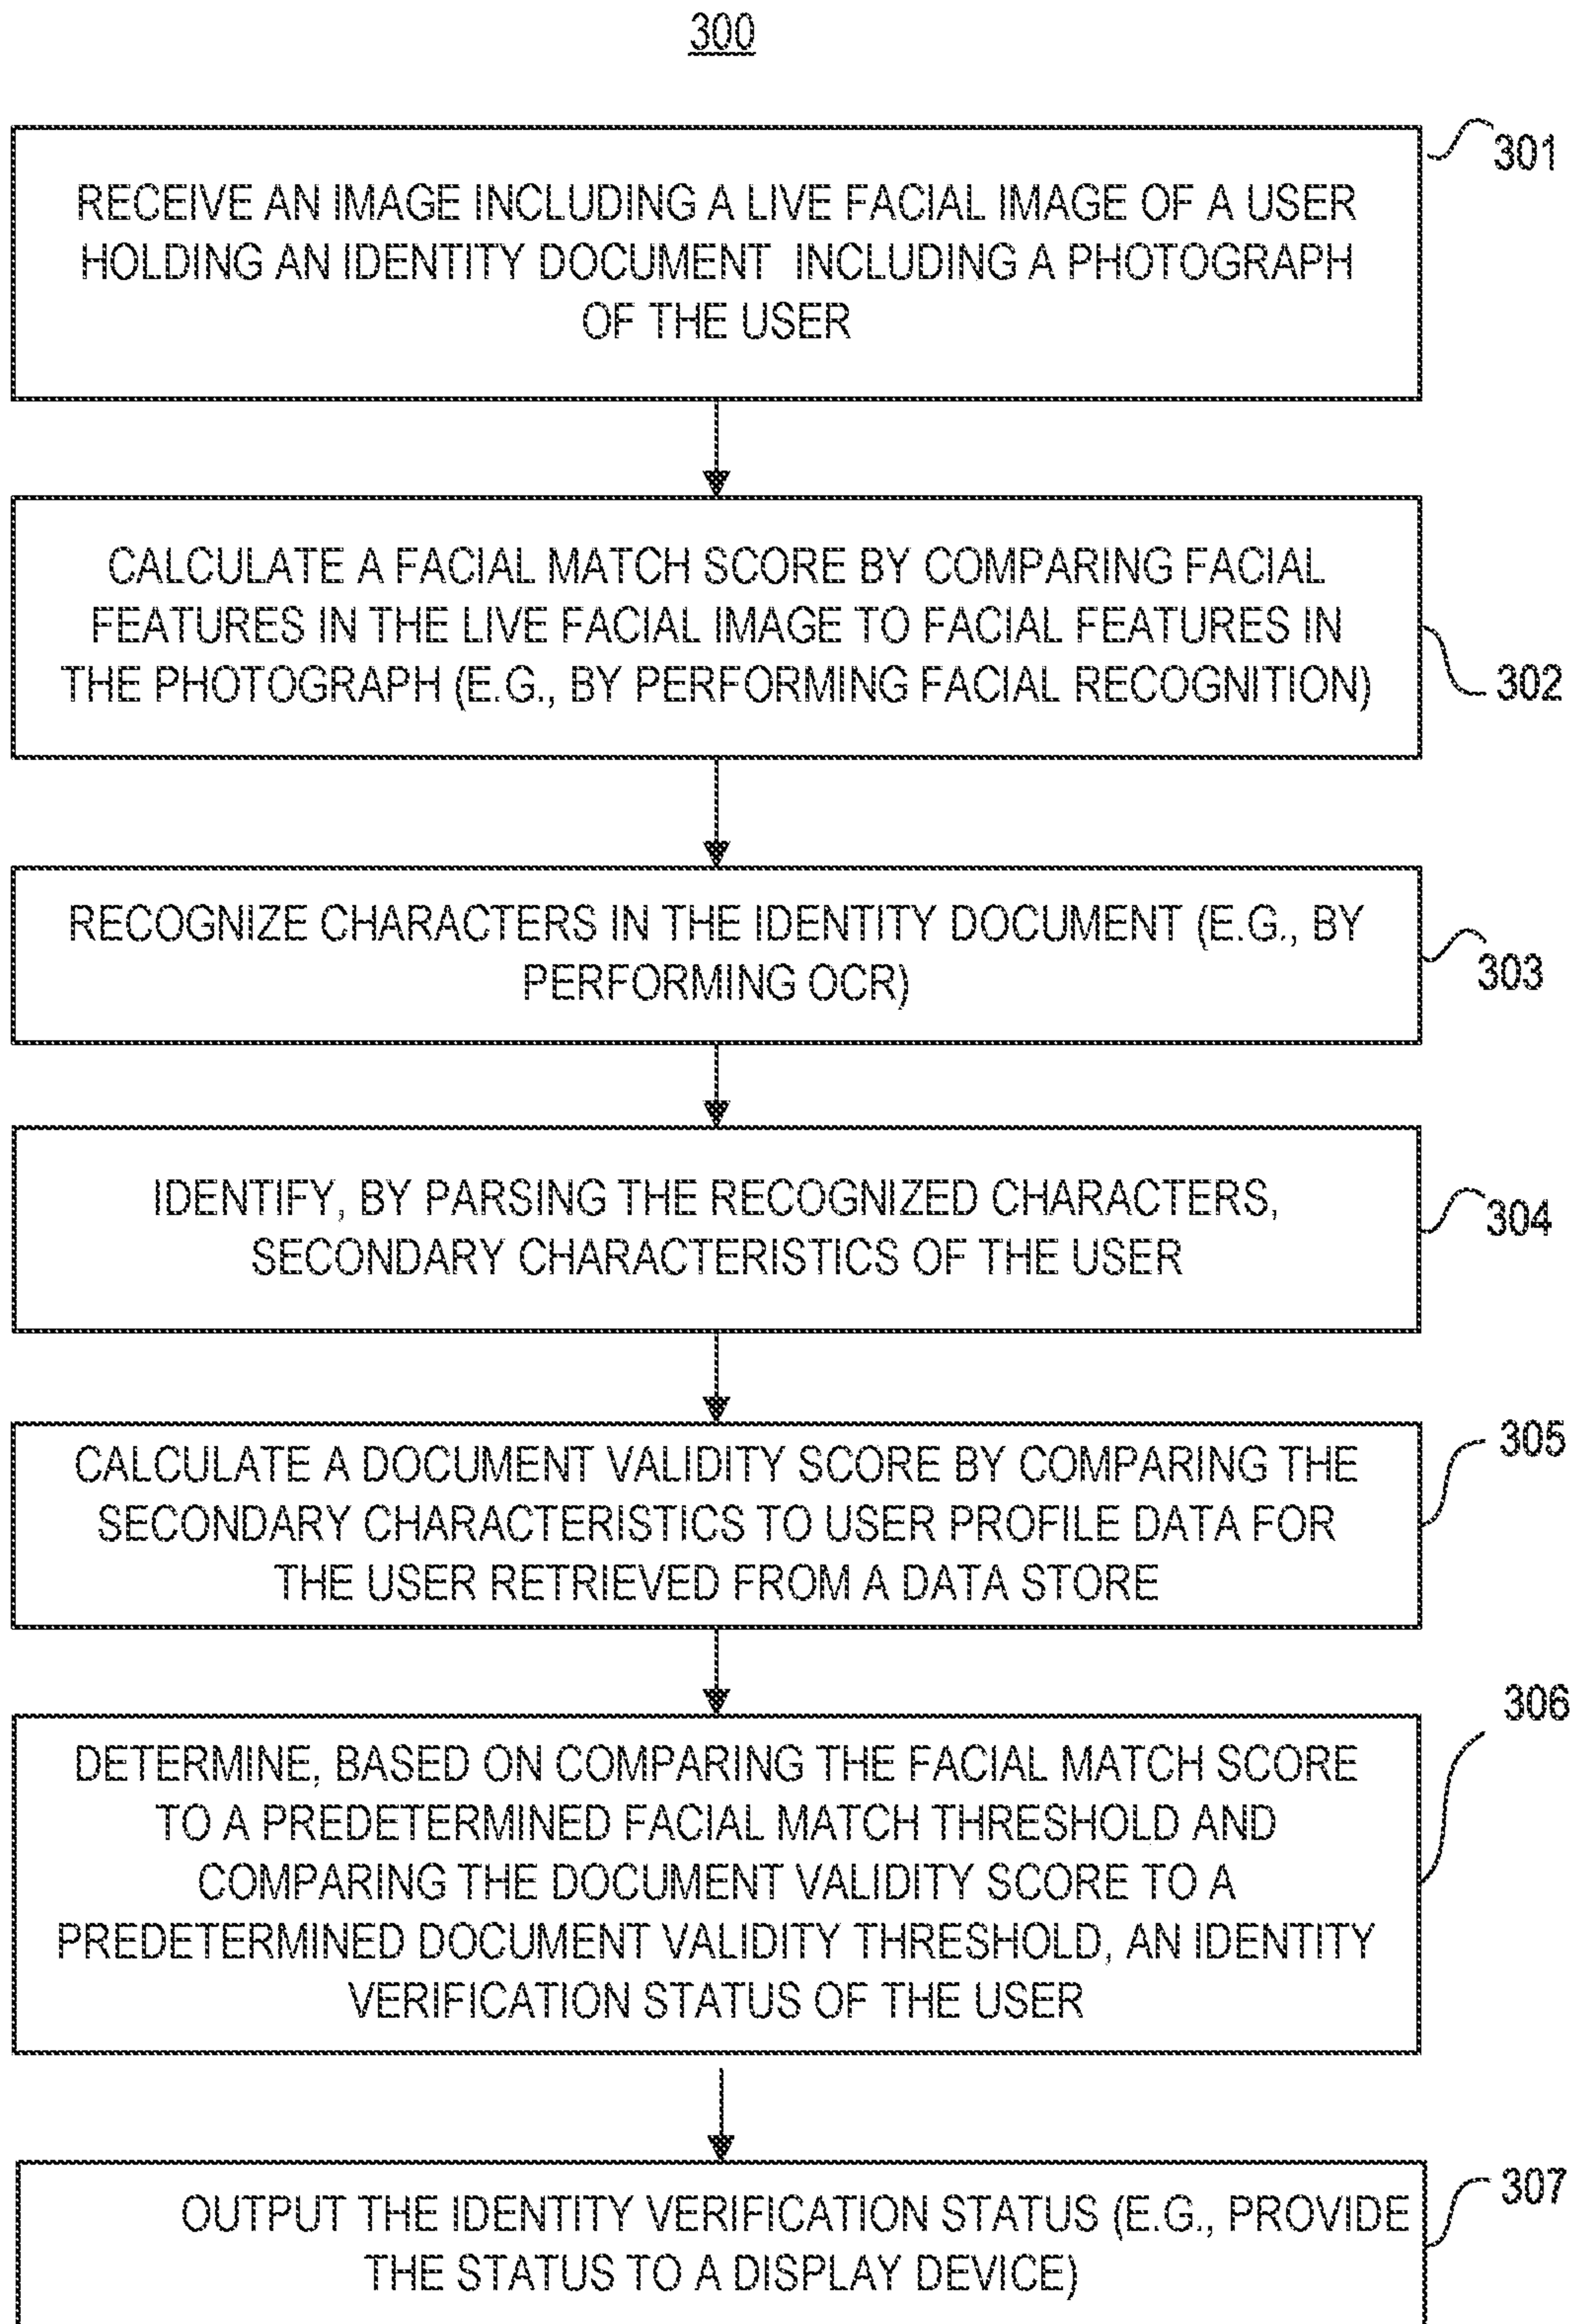 300
301
RECEIVE AN IMAGE INCLUDING A LIVE FACIAL IMAGE OF A USER
HOLDING AN IDENTITY DOCUMENT INCLUDING A PHOTOGRAPH
OF THE USER
CALCULATE A FACIAL MATCH SCORE BY COMPARING FACIAL
FEATURES IN THE LIVE FACIAL IMAGE TO FACIAL FEATURES IN
THE PHOTOGRAPH (E.G., BY PERFORMING FACIAL RECOGNITION)
302
RECOGNIZE CHARACTERS IN THE IDENTITY DOCUMENT (E.G., BY
PERFORMING OCR)
303
IDENTIFY, BY PARSING THE RECOGNIZED CHARACTERS,
SECONDARY CHARACTERISTICS OF THE USER
304
CALCULATE A DOCUMENT VALIDITY SCORE BY COMPARING THE
SECONDARY CHARACTERISTICS TO USER PROFILE DATA FOR
THE USER RETRIEVED FROM A DATA STORE
305
306
DETERMINE, BASED ON COMPARING THE FACIAL MATCH SCORE
TO A PREDETERMINED FACIAL MATCH THRESHOLD AND
COMPARING THE DOCUMENT VALIDITY SCORE TO A
PREDETERMINED DOCUMENT VALIDITY THRESHOLD, AN IDENTITY
VERIFICATION STATUS OF THE USER
307
OUTPUT THE IDENTITY VERIFICATION STATUS (E.G., PROVIDE
THE STATUS TO A DISPLAY DEVICE)